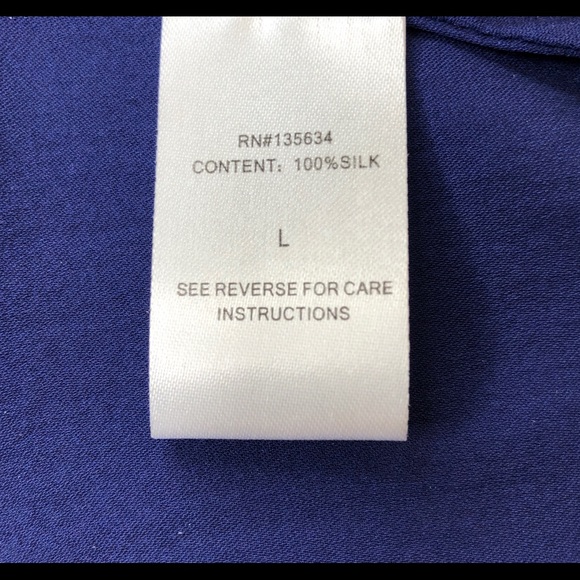 RN#135634
CONTENT: 100%SILK
L
SEE REVERSE FOR CARE
INSTRUCTIONS